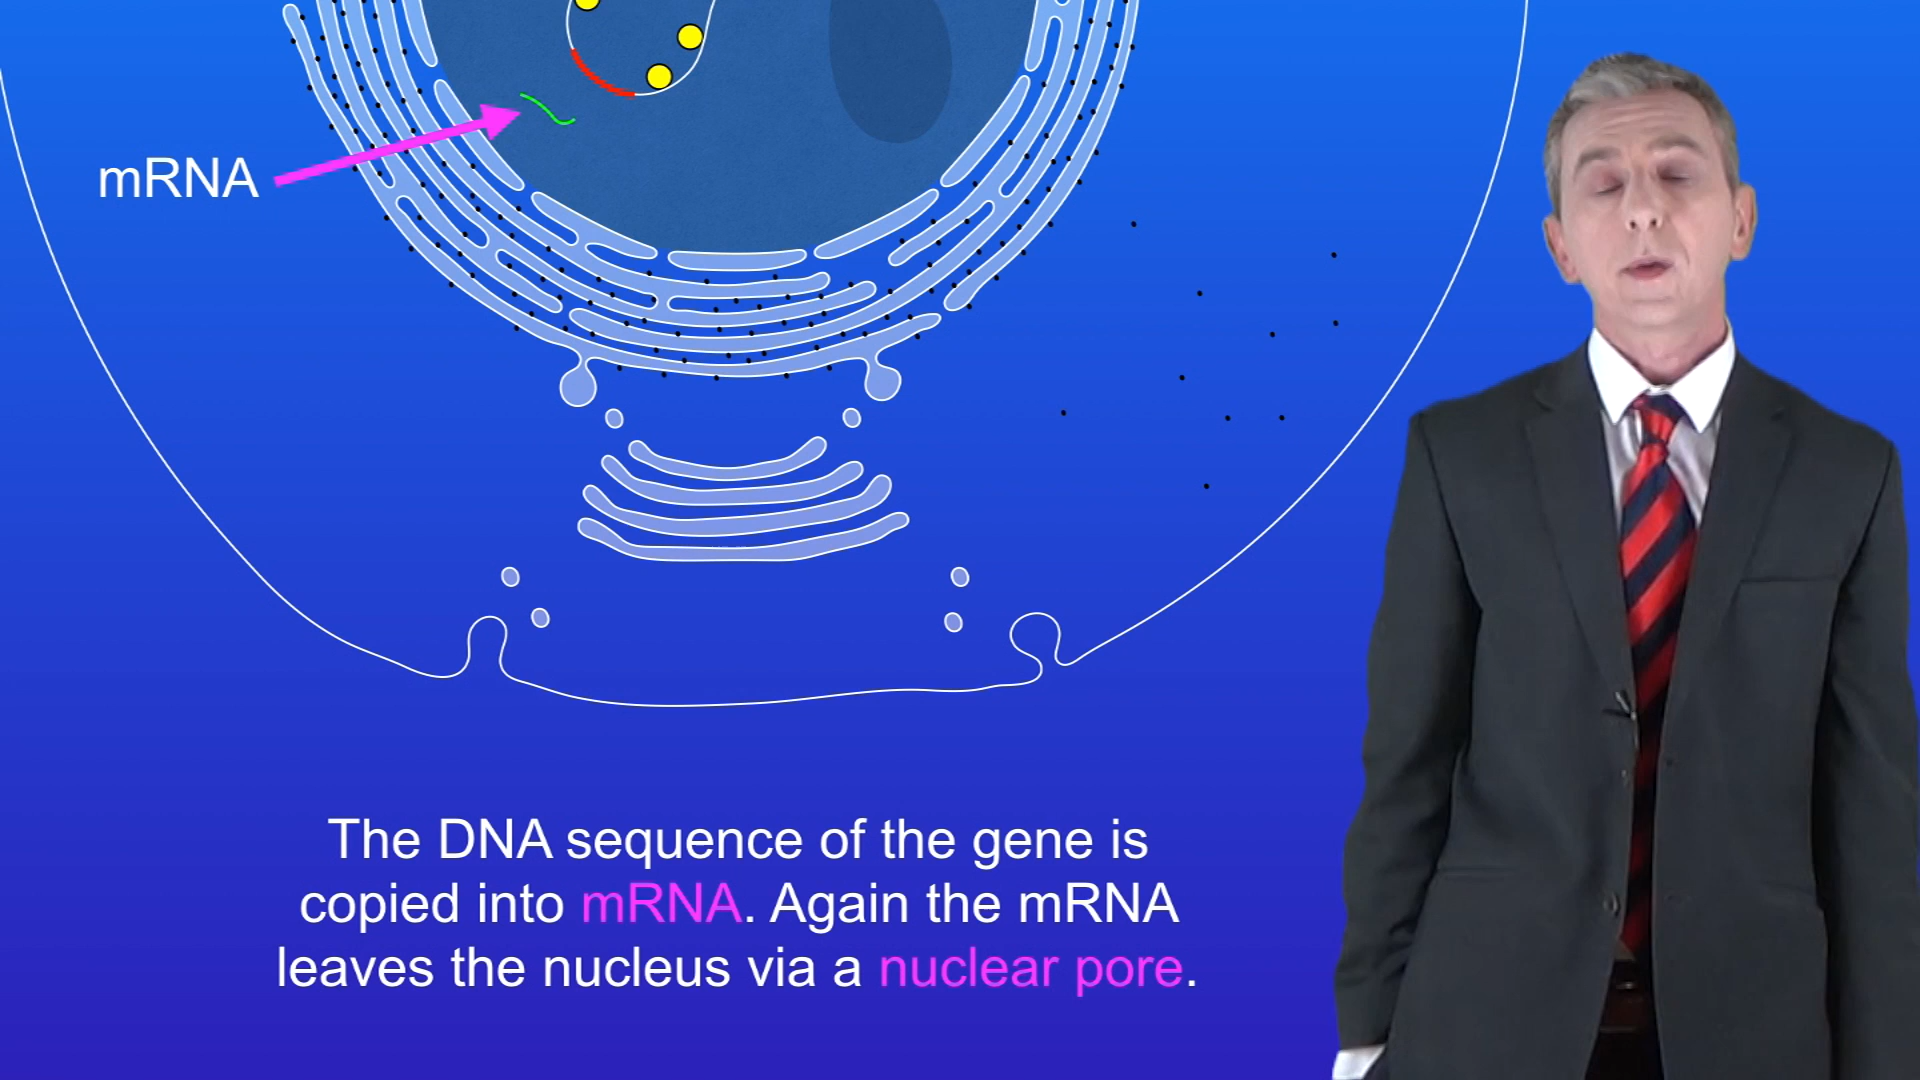 mRNA
The DNA sequence of the gene is
copied into mRNA. Again the mRNA
leaves the nucleus via a nuclear pore.